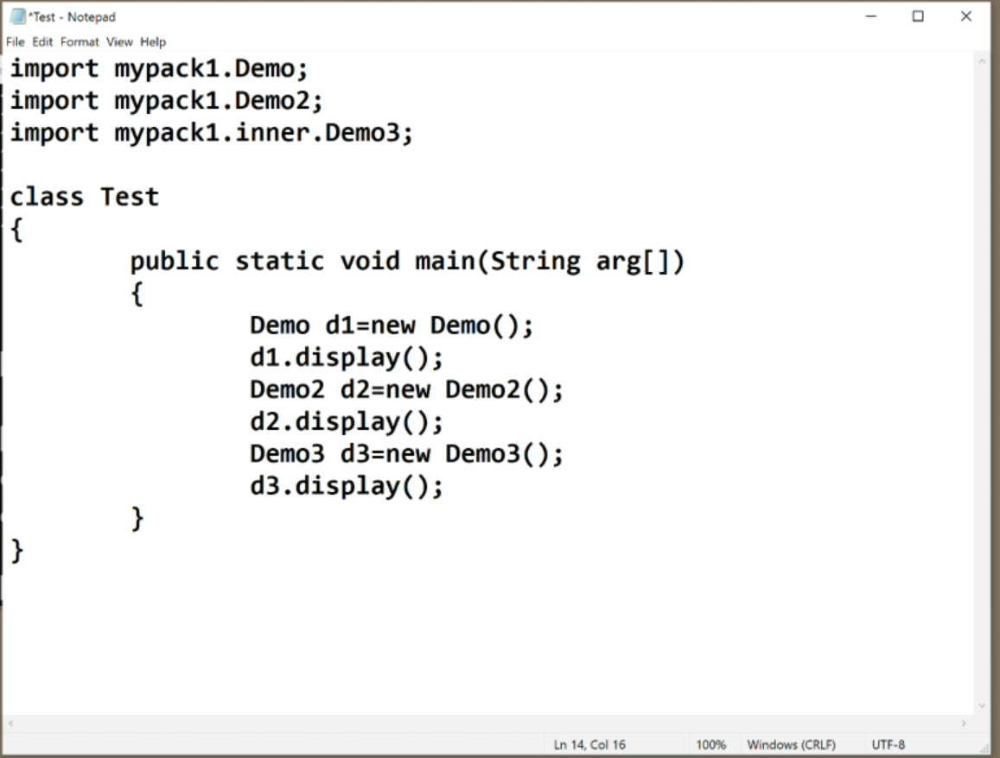 *Test - Notepad
File Edit Format View Help
import mypack1.Demo;
import mypack1.Demo2;
import mypack1.inner.Demo3;
class Test
{
public static void main(String arg[])
{
Demo d1=new Demo();
d1.display();
Demo2 d2=new Demo2();
d2.display();
Demo3 d3=new Demo3();
d3.display();
}
}
Ln 14, Col 16 100% Windows (CRLF) UTF-8